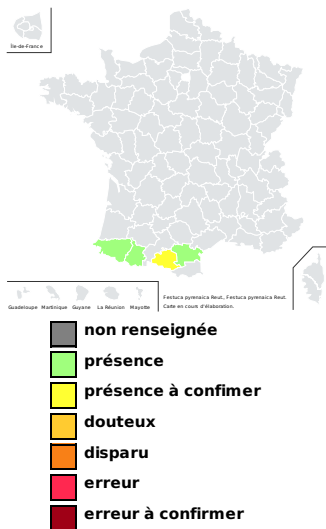 Île-de-France
Guadeloupe Martinique Guyane La Réunion Mayotte
Festuca pyrenaica Reut., Festuca pyrenaica Reut.
Carte en cours d'élaboration.
non renseignée
présence
présence à confimer
douteux
disparu
erreur
erreur à confirmer